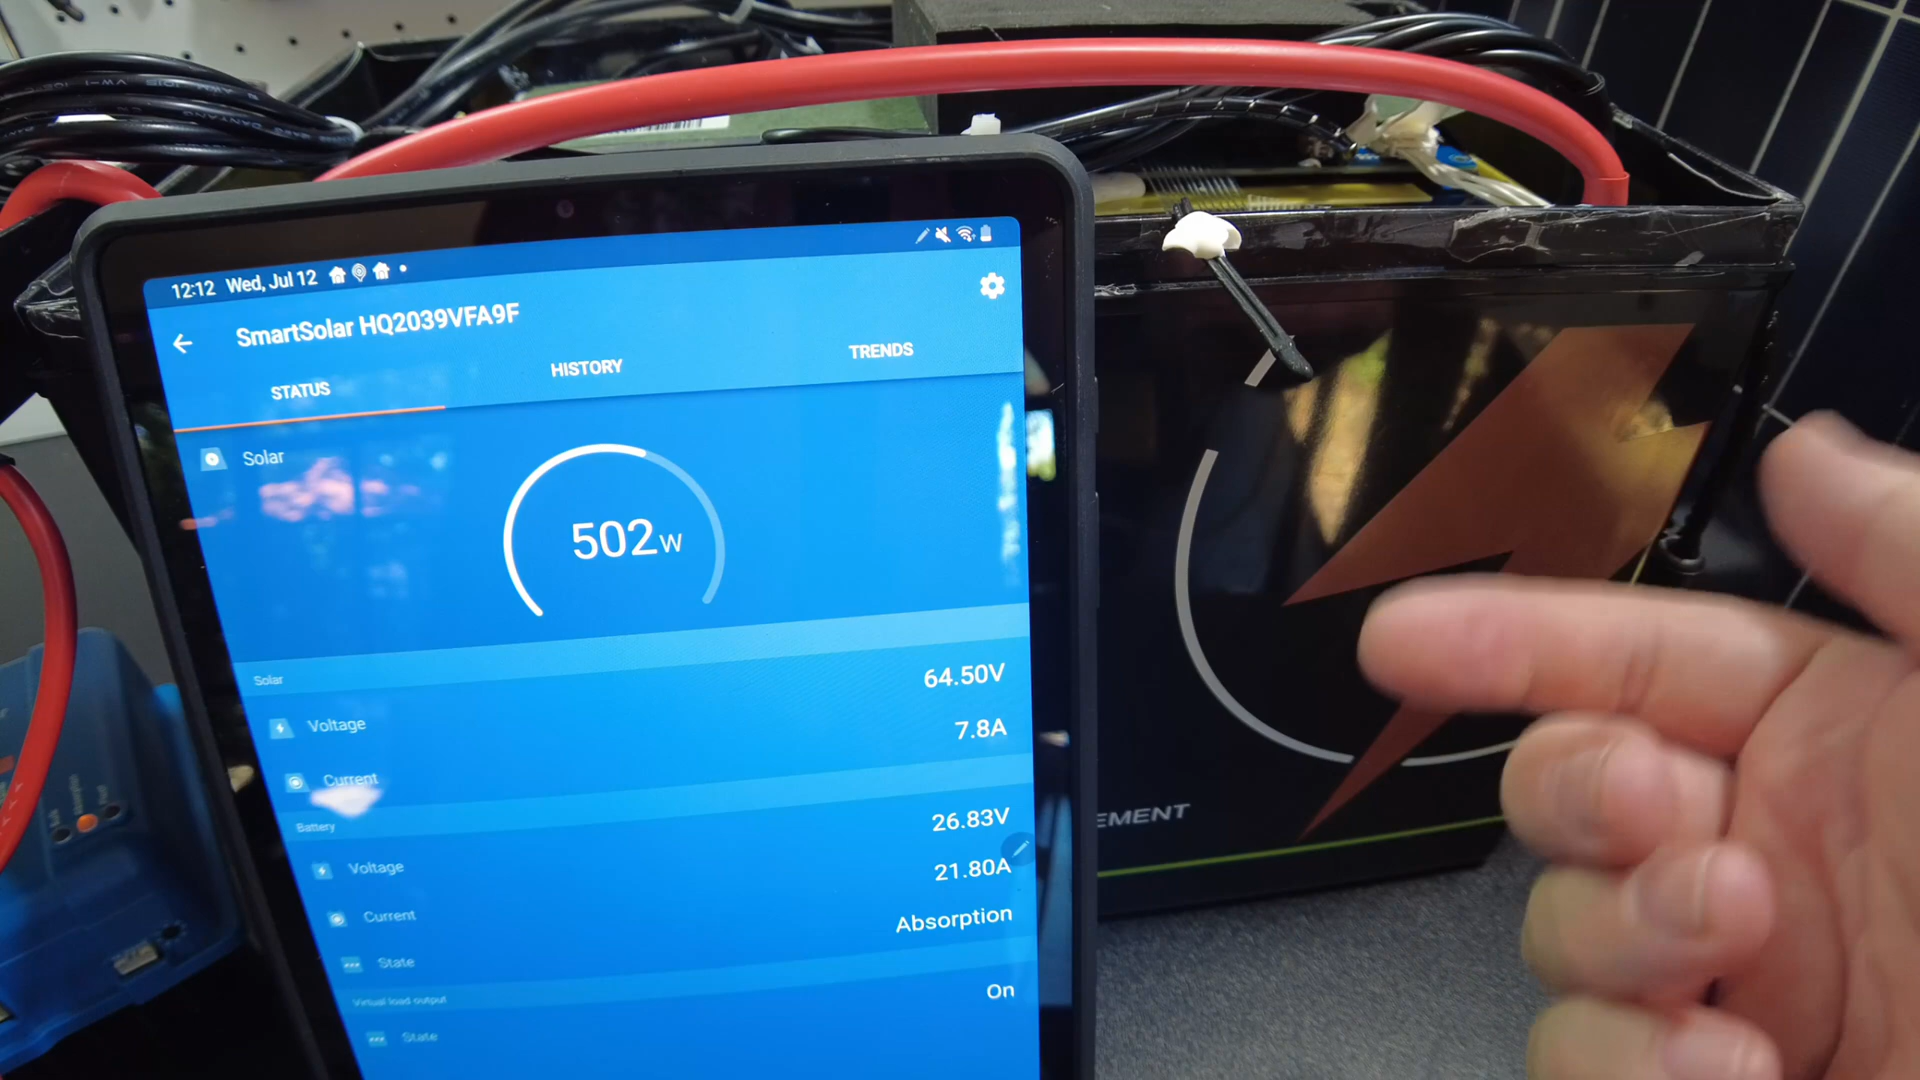 12:12 Wed, Jul 12
SmartSolar HQ2039VFA9F
STATUS
HISTORY
TRENDS
Solar
502W
Solar
Voltage
64.50V
Current
7.8A
Battery
Voltage
26.83V
Current
21.80A
State
Absorption
Virtual load output
State
On
EMENT